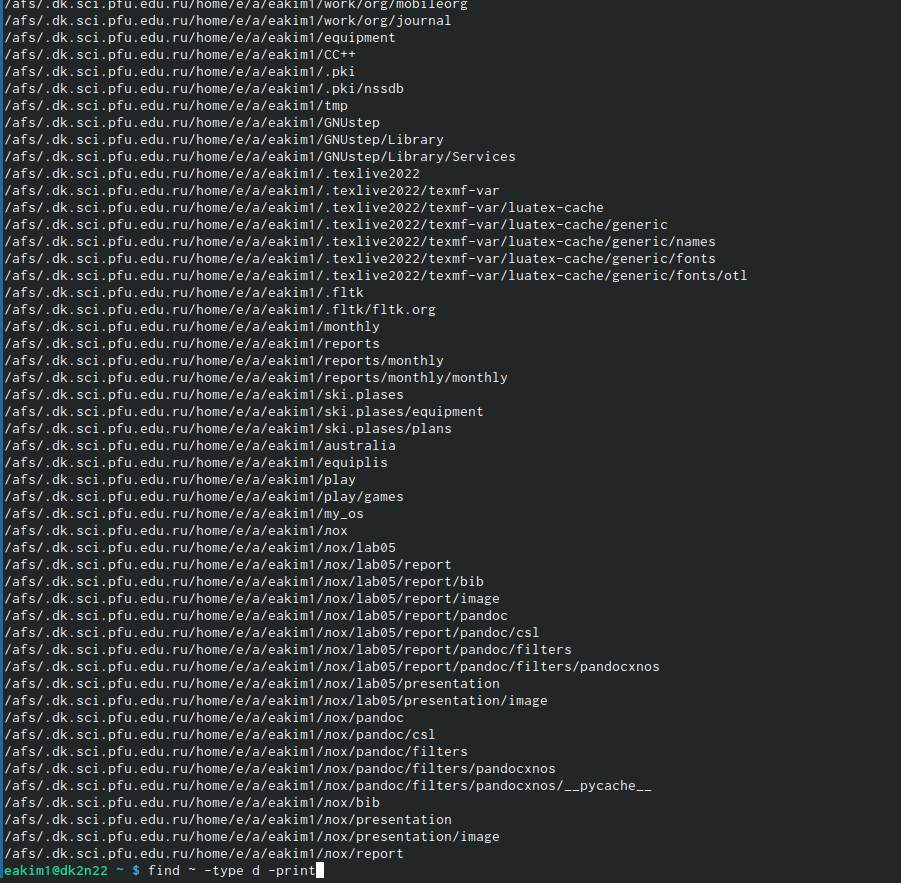 /afs/.dk.sci.pfu.edu.ru/home/e/a/eakim1/work/org/mobileorg
/afs/.dk.sci.pfu.edu.ru/home/e/a/eakim1/work/org/journal
/afs/.dk.sci.pfu.edu.ru/home/e/a/eakim1/equipment
/afs/.dk.sci.pfu.edu.ru/home/e/a/eakim1/CC++
/afs/.dk.sci.pfu.edu.ru/home/e/a/eakim1/.pki
/afs/.dk.sci.pfu.edu.ru/home/e/a/eakim1/.pki/nssdb
/afs/.dk.sci.pfu.edu.ru/home/e/a/eakim1/tmp
/afs/.dk.sci.pfu.edu.ru/home/e/a/eakim1/GNUstep
/afs/.dk.sci.pfu.edu.ru/home/e/a/eakim1/GNUstep/Library
/afs/.dk.sci.pfu.edu.ru/home/e/a/eakim1/GNUstep/Library/Services
/afs/.dk.sci.pfu.edu.ru/home/e/a/eakim1/.texlive2022
/afs/.dk.sci.pfu.edu.ru/home/e/a/eakim1/.texlive2022/texmf-var
/afs/.dk.sci.pfu.edu.ru/home/e/a/eakim1/.texlive2022/texmf-var/luatex-cache
/afs/.dk.sci.pfu.edu.ru/home/e/a/eakim1/.texlive2022/texmf-var/luatex-cache/generic
/afs/.dk.sci.pfu.edu.ru/home/e/a/eakim1/.texlive2022/texmf-var/luatex-cache/generic/names
/afs/.dk.sci.pfu.edu.ru/home/e/a/eakim1/.texlive2022/texmf-var/luatex-cache/generic/fonts
/afs/.dk.sci.pfu.edu.ru/home/e/a/eakim1/.texlive2022/texmf-var/luatex-cache/generic/fonts/otl
/afs/.dk.sci.pfu.edu.ru/home/e/a/eakim1/.fltk
/afs/.dk.sci.pfu.edu.ru/home/e/a/eakim1/.fltk/fltk.org
/afs/.dk.sci.pfu.edu.ru/home/e/a/eakim1/monthly
/afs/.dk.sci.pfu.edu.ru/home/e/a/eakim1/reports
/afs/.dk.sci.pfu.edu.ru/home/e/a/eakim1/reports/monthly
/afs/.dk.sci.pfu.edu.ru/home/e/a/eakim1/reports/monthly/monthly
/afs/.dk.sci.pfu.edu.ru/home/e/a/eakim1/ski.plases
/afs/.dk.sci.pfu.edu.ru/home/e/a/eakim1/ski.plases/equipment
/afs/.dk.sci.pfu.edu.ru/home/e/a/eakim1/ski.plases/plans
/afs/.dk.sci.pfu.edu.ru/home/e/a/eakim1/australia
/afs/.dk.sci.pfu.edu.ru/home/e/a/eakim1/equiplis
/afs/.dk.sci.pfu.edu.ru/home/e/a/eakim1/play
/afs/.dk.sci.pfu.edu.ru/home/e/a/eakim1/play/games
/afs/.dk.sci.pfu.edu.ru/home/e/a/eakim1/my_os
/afs/.dk.sci.pfu.edu.ru/home/e/a/eakim1/лох
/afs/.dk.sci.pfu.edu.ru/home/e/a/eakim1/лох/lab05
/afs/.dk.sci.pfu.edu.ru/home/e/a/eakim1/лох/lab05/report
/afs/.dk.sci.pfu.edu.ru/home/e/a/eakim1/лох/lab05/report/bib
/afs/.dk.sci.pfu.edu.ru/home/e/a/eakim1/лох/lab05/report/image
/afs/.dk.sci.pfu.edu.ru/home/e/a/eakim1/лох/lab05/report/pandoc
/afs/.dk.sci.pfu.edu.ru/home/e/a/eakim1/лох/lab05/report/pandoc/csl
/afs/.dk.sci.pfu.edu.ru/home/e/a/eakim1/лох/lab05/report/pandoc/filters
/afs/.dk.sci.pfu.edu.ru/home/e/a/eakim1/лох/lab05/report/pandoc/filters/pandocxnos
/afs/.dk.sci.pfu.edu.ru/home/e/a/eakim1/лох/lab05/presentation
/afs/.dk.sci.pfu.edu.ru/home/e/a/eakim1/лох/lab05/presentation/image
/afs/.dk.sci.pfu.edu.ru/home/e/a/eakim1/лох/pandoc
/afs/.dk.sci.pfu.edu.ru/home/e/a/eakim1/лох/pandoc/csl
/afs/.dk.sci.pfu.edu.ru/home/e/a/eakim1/лох/pandoc/filters
/afs/.dk.sci.pfu.edu.ru/home/e/a/eakim1/лох/pandoc/filters/pandocxnos
/afs/.dk.sci.pfu.edu.ru/home/e/a/eakim1/лох/pandoc/filters/pandocxnos/__pycache__
/afs/.dk.sci.pfu.edu.ru/home/e/a/eakim1/лох/bib
/afs/.dk.sci.pfu.edu.ru/home/e/a/eakim1/лох/presentation
/afs/.dk.sci.pfu.edu.ru/home/e/a/eakim1/лох/presentation/image
/afs/.dk.sci.pfu.edu.ru/home/e/a/eakim1/лох/report
eakim1@dk2n22 ~ $ find ~ -type d -print